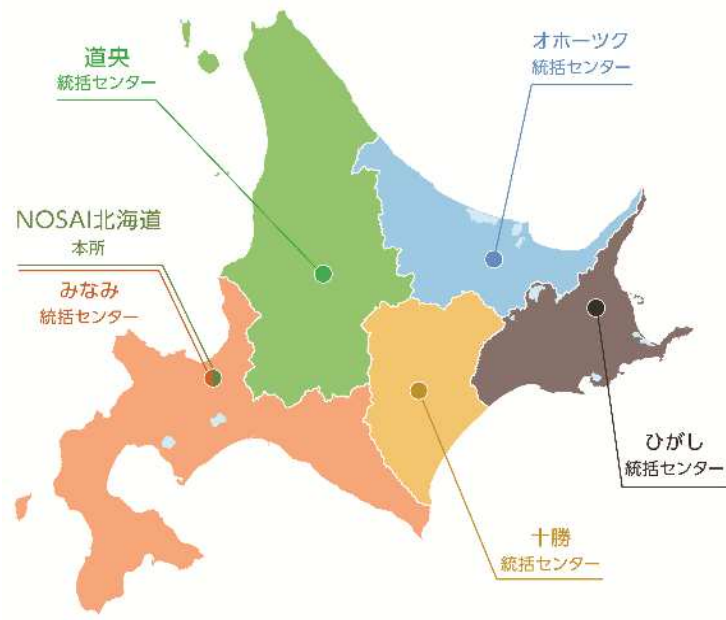 道央
統括センター
オホーツク
統括センター
NOSAI北海道
本所
みなみ
統括センター
ひがし
統括センター
十勝
統括センター